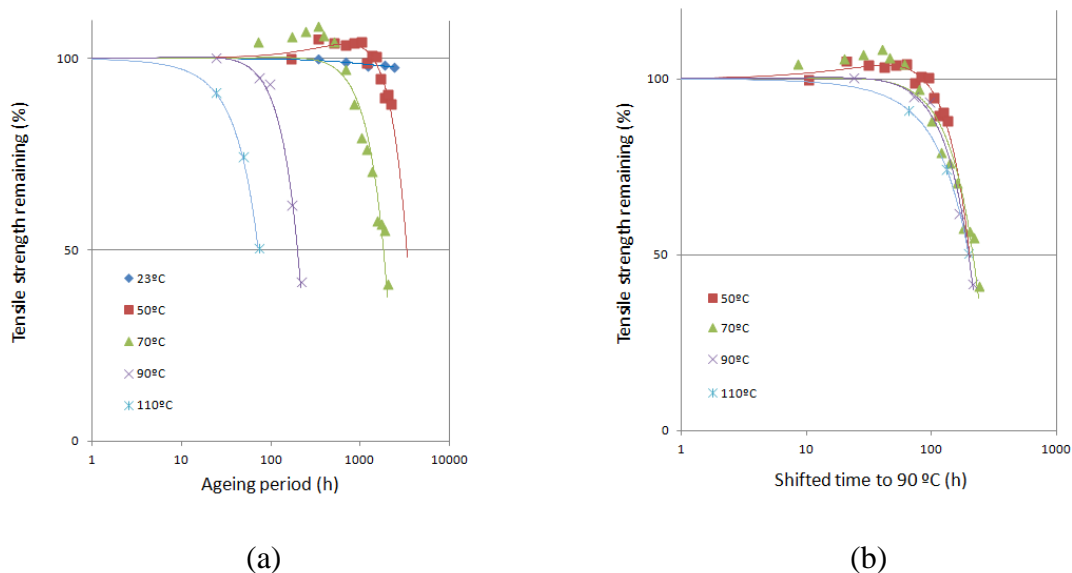 Tensile strength remaining (%)
100
50
0
23ºC
50ºC
70ºC
90ºC
110ºC
1 10 100 1000 10000
Ageing period (h)
(a)
Tensile strength remaining (%)
100
50
0
50ºC
70ºC
90ºC
110ºC
1 10 100 1000
Shifted time to 90 ºC (h)
(b)